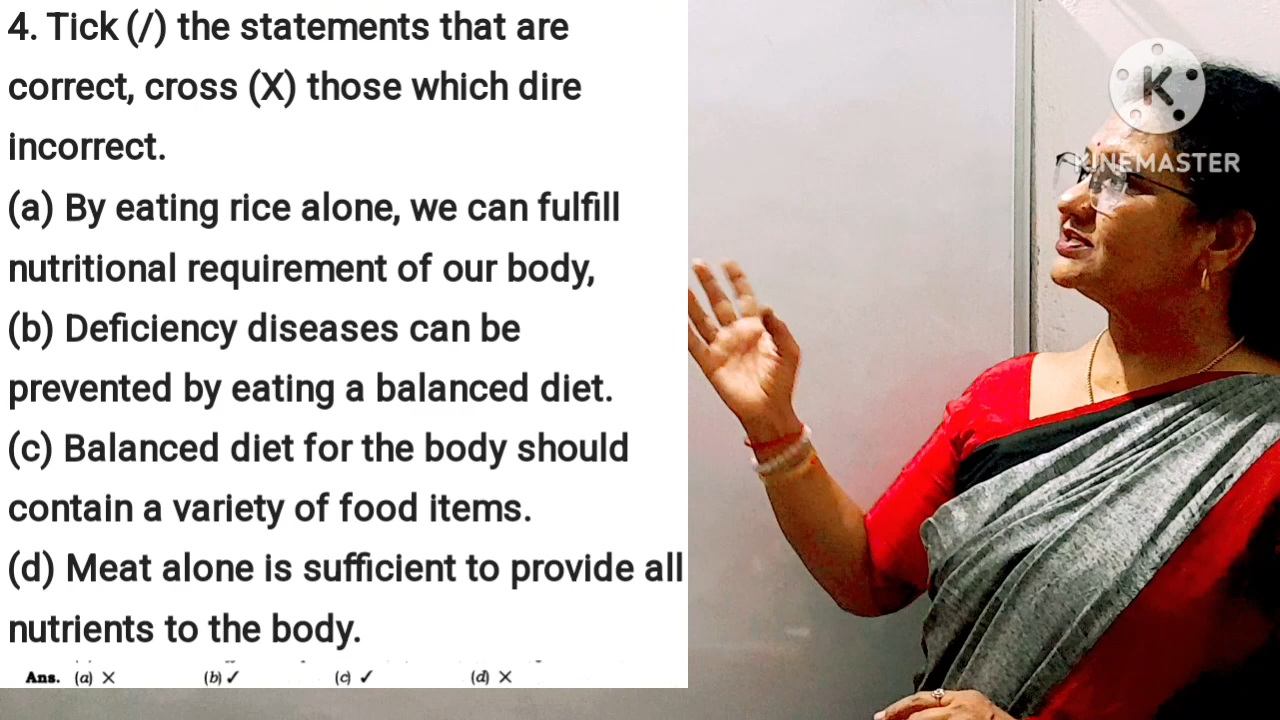 4. Tick (/) the statements that are
correct, cross (X) those which dire
incorrect.
(a) By eating rice alone, we can fulfill
nutritional requirement of our body,
(b) Deficiency diseases can be
prevented by eating a balanced diet.
(c) Balanced diet for the body should
contain a variety of food items.
(d) Meat alone is sufficient to provide all
nutrients to the body.
Ans. (a) X (b) ✓ (c) ✓ (d) X
K
KINEMASTER